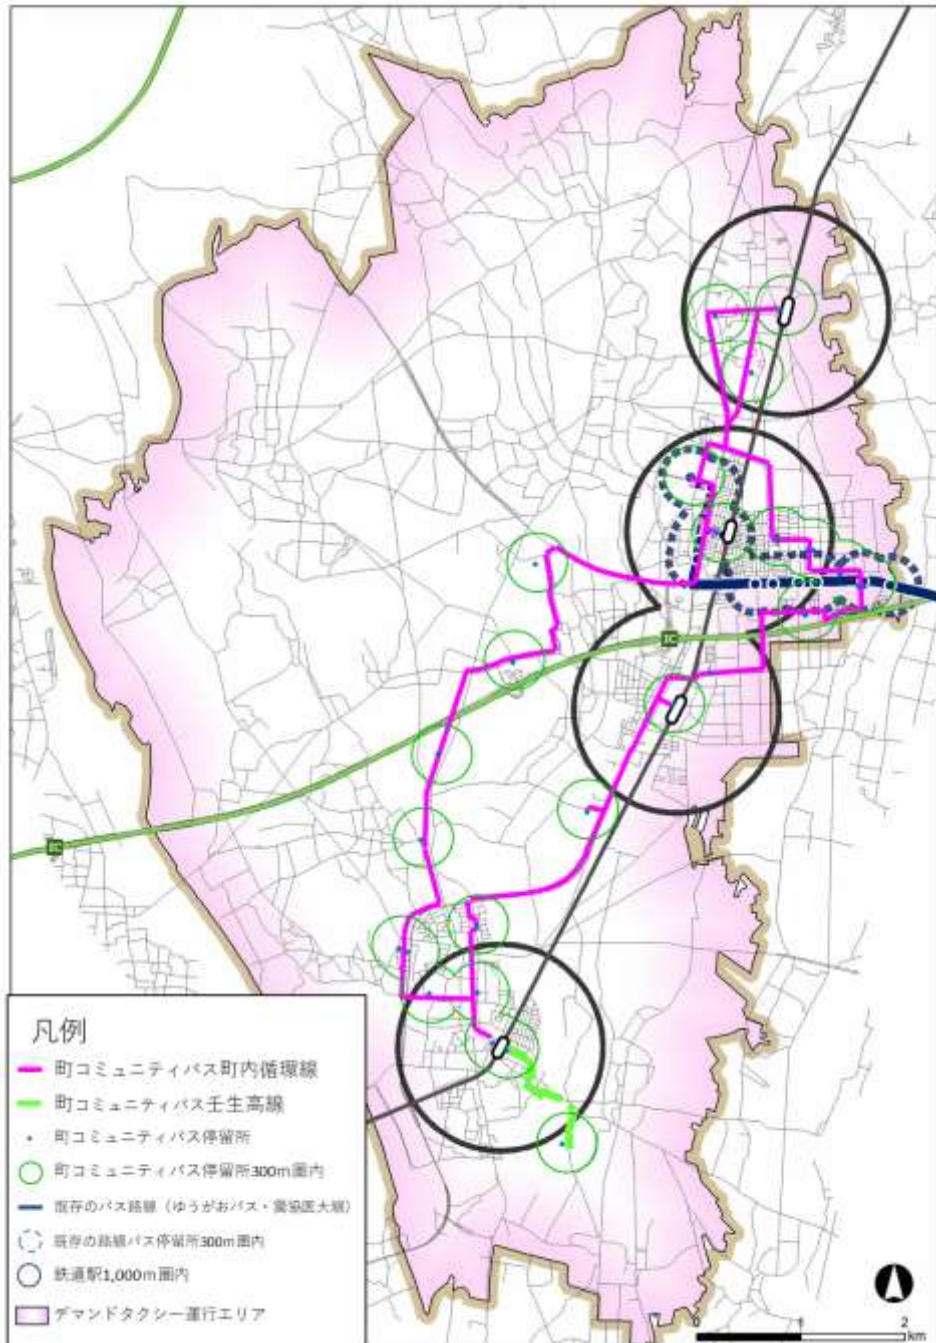 IC
IC
凡例
町コミュニティバス町内循環線
町コミュニティバス壬生高線
町コミュニティバス停留所
町コミュニティバス停留所300m圏内
既存のバス路線(ゆうがおバス・獨協医大線)
既存の路線バス停留所300m圏内
鉄道駅1,000m圏内
デマンドタクシー運行エリア
0 1 2
km